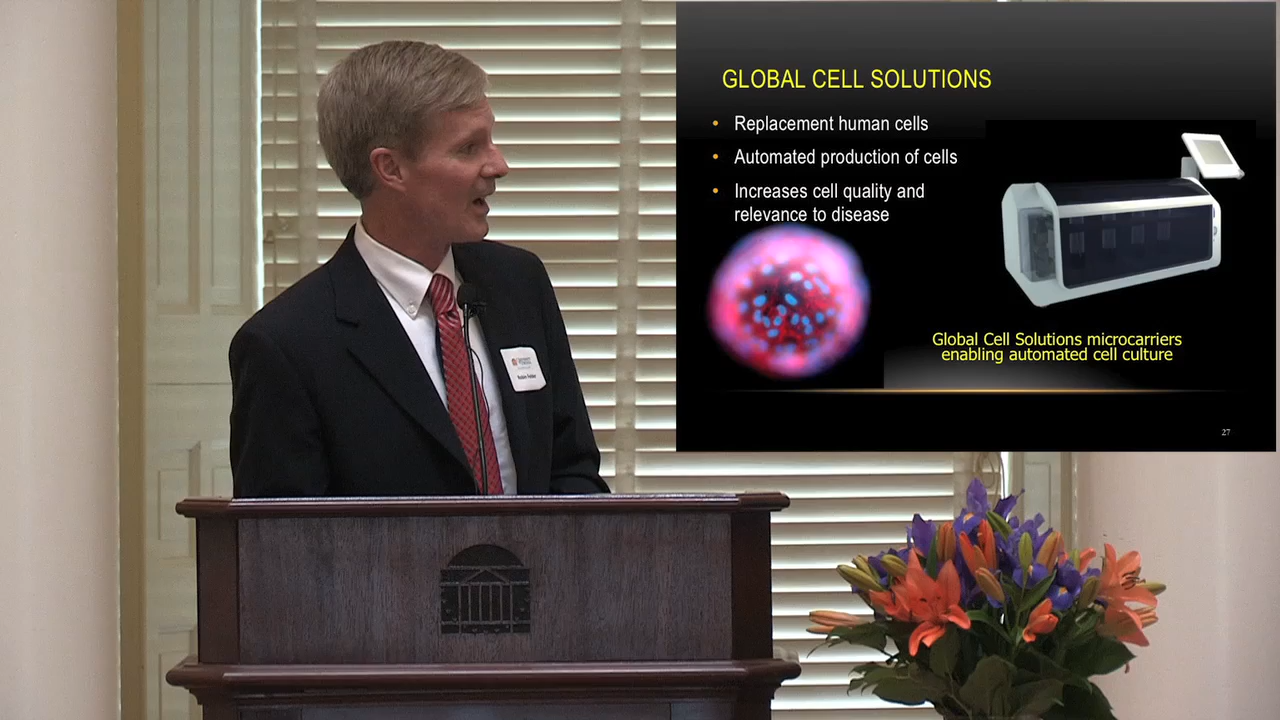 GLOBAL CELL SOLUTIONS
• Replacement human cells
• Automated production of cells
• Increases cell quality and
relevance to disease
Global Cell Solutions microcarriers
enabling automated cell culture
27